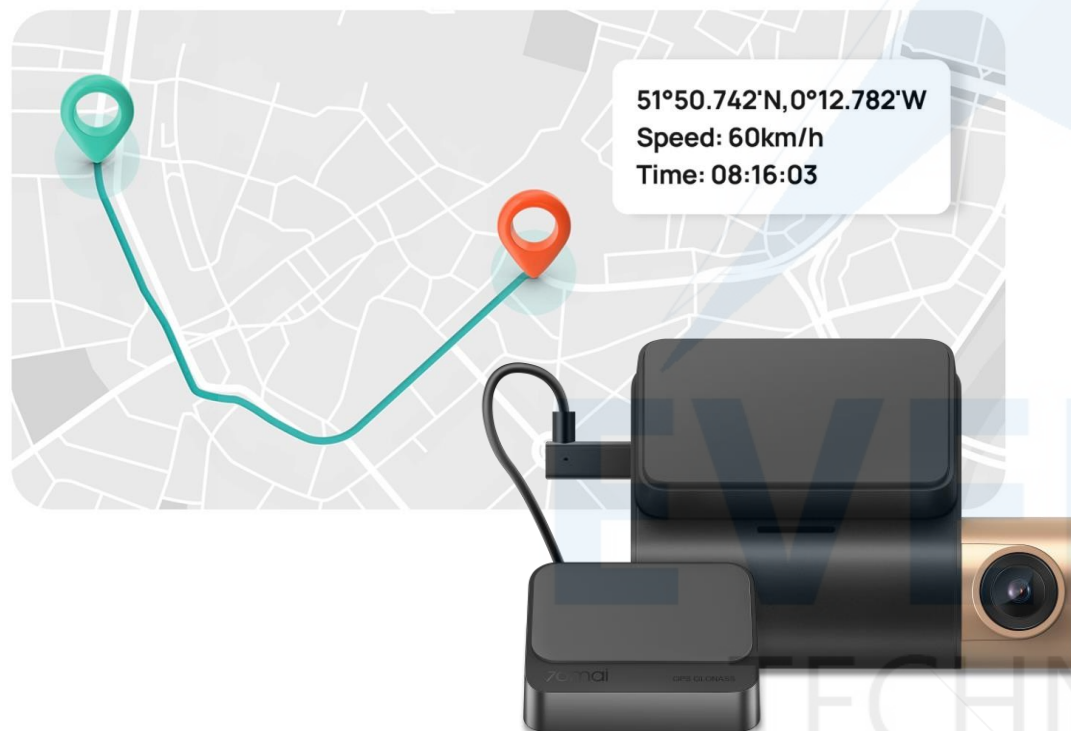 51°50.742'N,0°12.782'W
Speed: 60km/h
Time: 08:16:03
70mai
GPS GLONASS